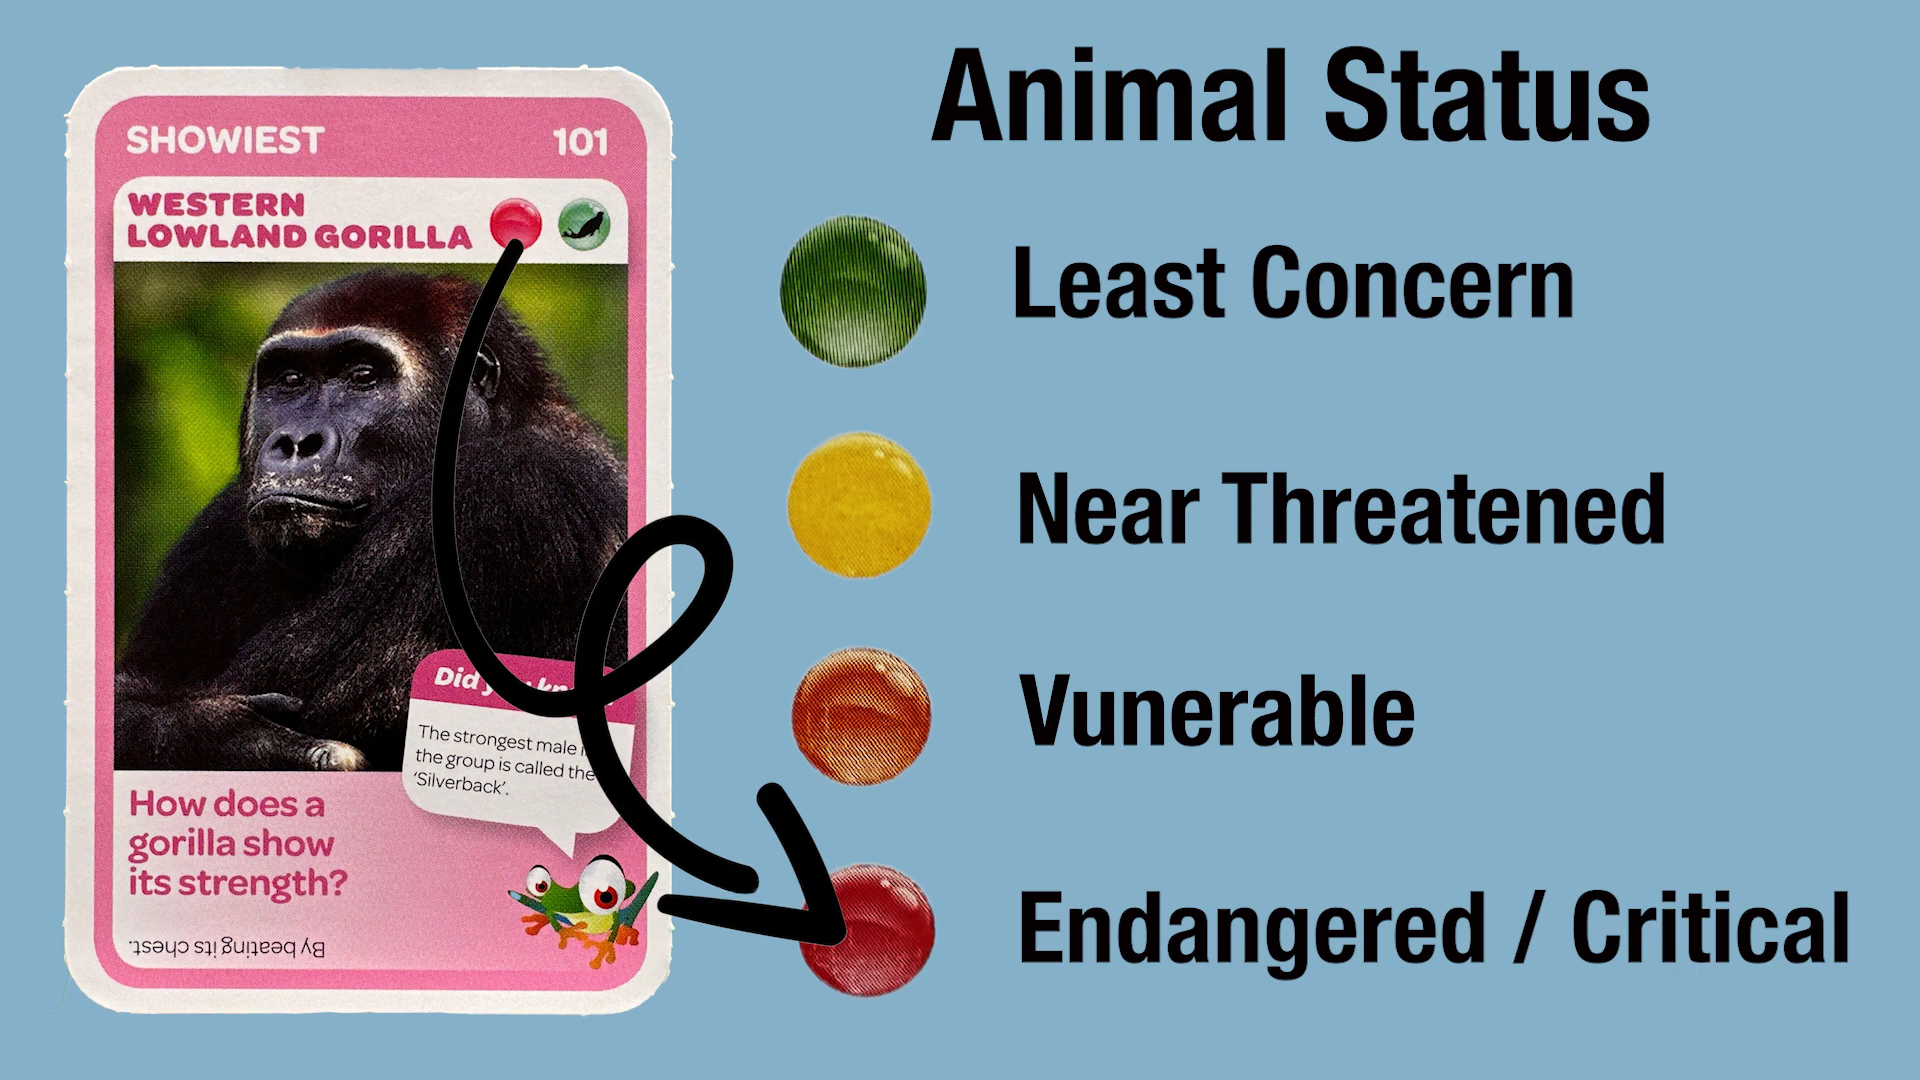 Animal Status
SHOWIEST 101
WESTERN
LOWLAND GORILLA
Did
The strongest male
the group is called the
‘Silverback’.
How does a
gorilla show
its strength?
By beating its chest.
Least Concern
Near Threatened
Vunerable
Endangered / Critical